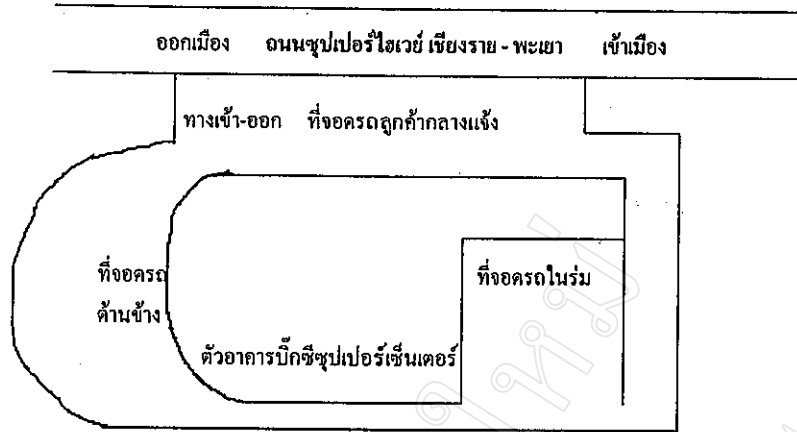 ออกเมือง ถนนซุปเปอร์ไฮเวย์ เชียงราย - พะเยา เข้าเมือง
ทางเข้า-ออก ที่จอดรถลูกค้ากลางแจ้ง
ที่จอดรถ
ด้านข้าง
ที่จอดรถในร่ม
ตัวอาคารบิ๊กซีซุปเปอร์เซ็นเตอร์